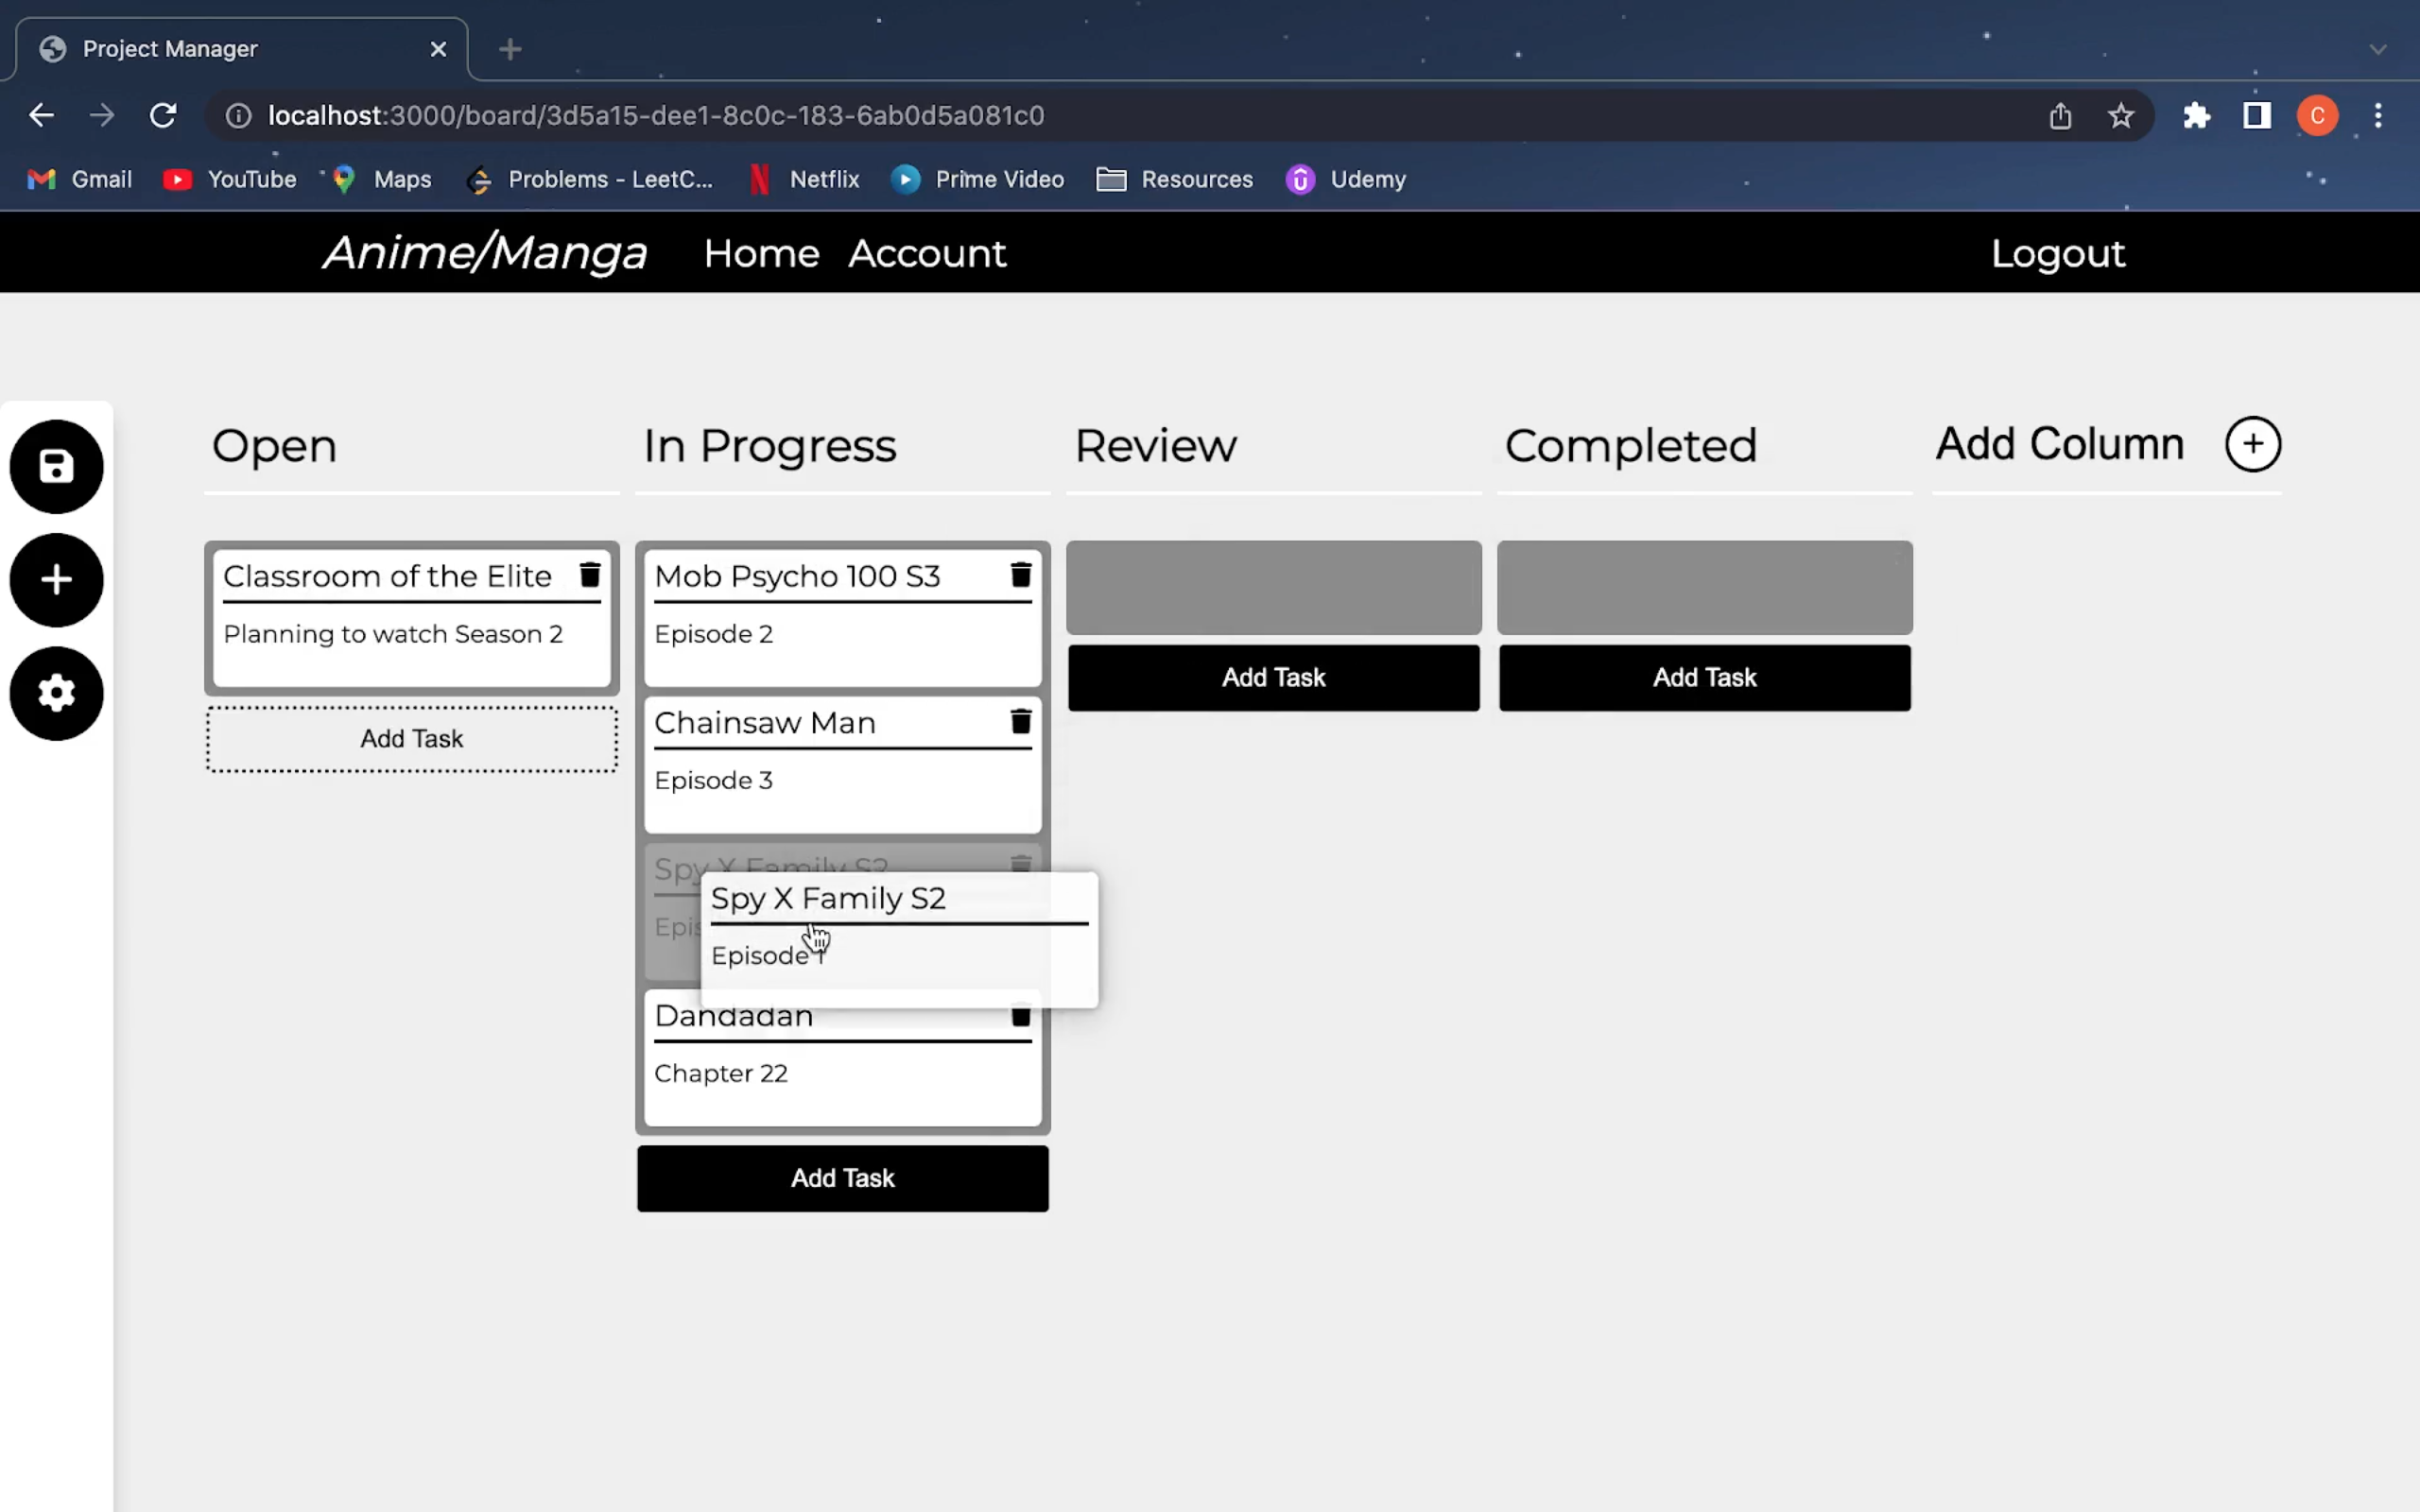 Project Manager
localhost:3000/board/3d5a15-dee1-8c0c-183-6ab0d5a081c0
C
Gmail
YouTube
Maps
Problems - LeetC...
Netflix
Prime Video
Resources
Udemy
Anime/Manga
Home
Account
Logout
Open
Classroom of the Elite
Planning to watch Season 2
Add Task
In Progress
Mob Psycho 100 S3
Episode 2
Chainsaw Man
Episode 3
Spy X Family S2
Epis
Spy X Family S2
Episode 1
Dandadan
Chapter 22
Add Task
Review
Add Task
Completed
Add Task
Add Column